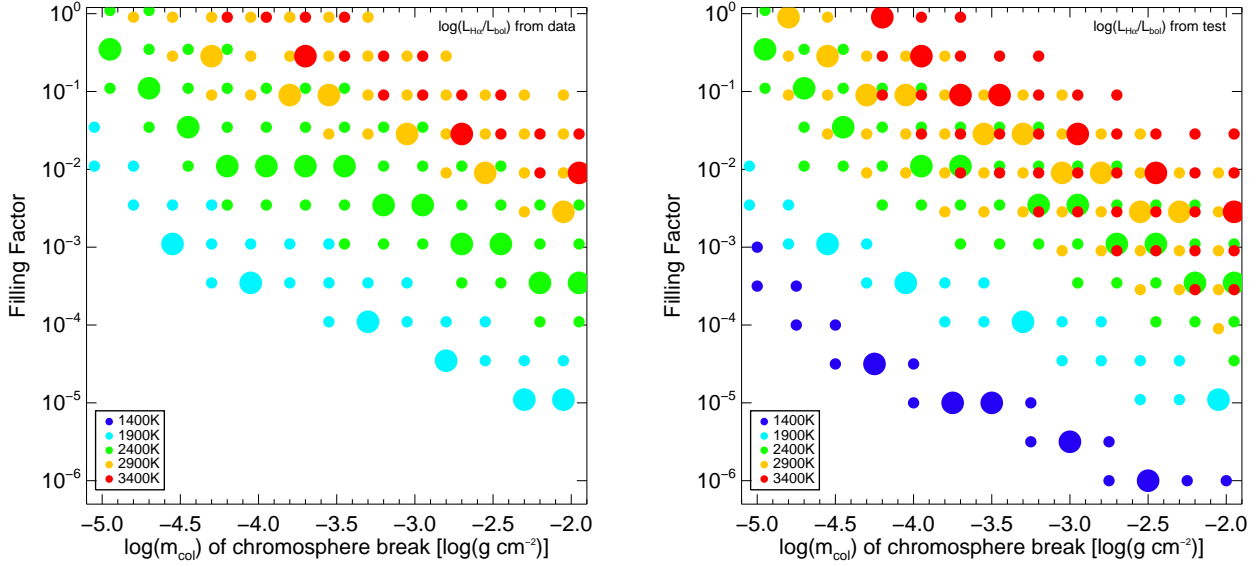 log(L_Hα/L_bol) from data
10⁰
10⁻¹
10⁻²
10⁻³
10⁻⁴
10⁻⁵
10⁻⁶
Filling Factor
1400K
1900K
2400K
2900K
3400K
−5.0 −4.5 −4.0 −3.5 −3.0 −2.5 −2.0
log(m_col) of chromosphere break [log(g cm⁻²)]
log(L_Hα/L_bol) from test
10⁰
10⁻¹
10⁻²
10⁻³
10⁻⁴
10⁻⁵
10⁻⁶
Filling Factor
1400K
1900K
2400K
2900K
3400K
−5.0 −4.5 −4.0 −3.5 −3.0 −2.5 −2.0
log(m_col) of chromosphere break [log(g cm⁻²)]